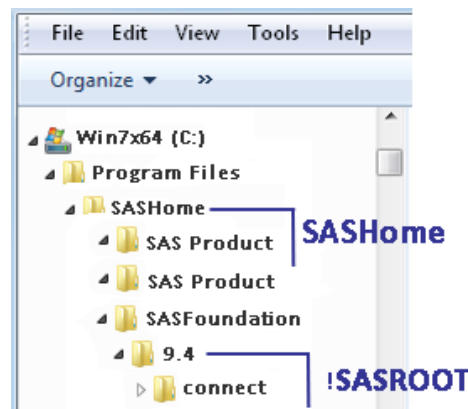 File Edit View Tools Help
Organize »
Win7x64 (C:)
Program Files
SASHome
SASHome
SAS Product
SAS Product
SASFoundation
9.4
!SASROOT
connect